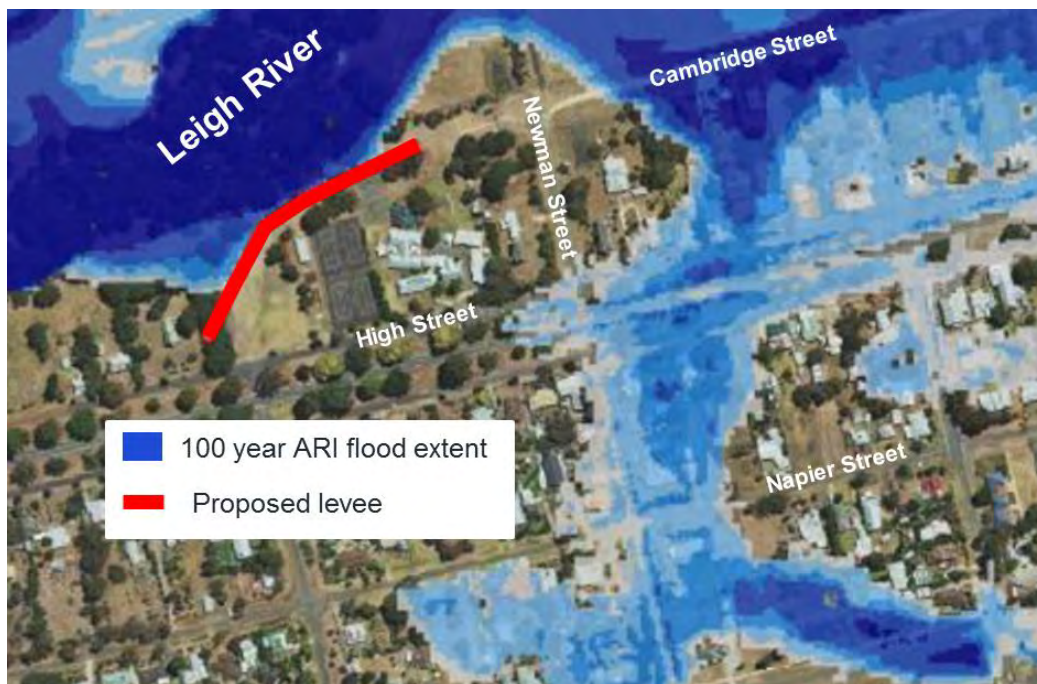 Leigh River
Cambridge Street
Newman Street
High Street
Napier Street
100 year ARI flood extent
Proposed levee